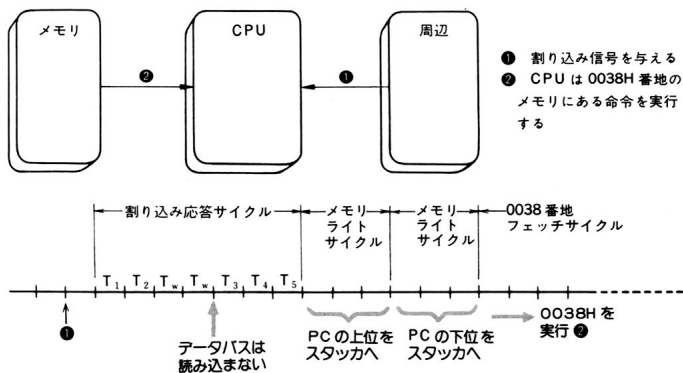 メモリ
CPU
周辺
❷
❶
❶ 割り込み信号を与える
❷ CPUは0038H番地の
メモリにある命令を実行
する
割り込み応答サイクル
メモリ
ライト
サイクル
メモリ
ライト
サイクル
0038番地
フェッチサイクル
T1 T2 Tw Tw T3 T4 T5
❶
データバスは
読み込まない
PCの上位を
スタッカへ
PCの下位を
スタッカへ
0038Hを
実行❷